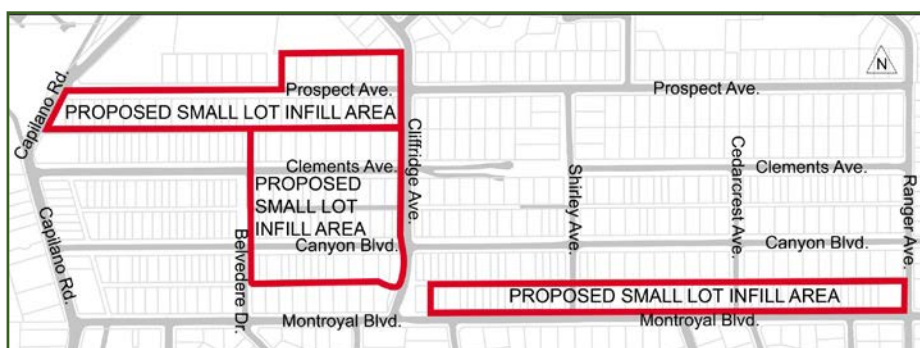 N
Capilano Rd.
Prospect Ave.
Prospect Ave.
PROPOSED SMALL LOT INFILL AREA
Cliffridge Ave.
Clements Ave.
Shirley Ave.
Cedarcrest Ave.
Clements Ave.
Ranger Ave.
PROPOSED
SMALL LOT
INFILL AREA
Capilano Rd.
Belvedere Dr.
Canyon Blvd.
Canyon Blvd.
PROPOSED SMALL LOT INFILL AREA
Montroyal Blvd.
Montroyal Blvd.